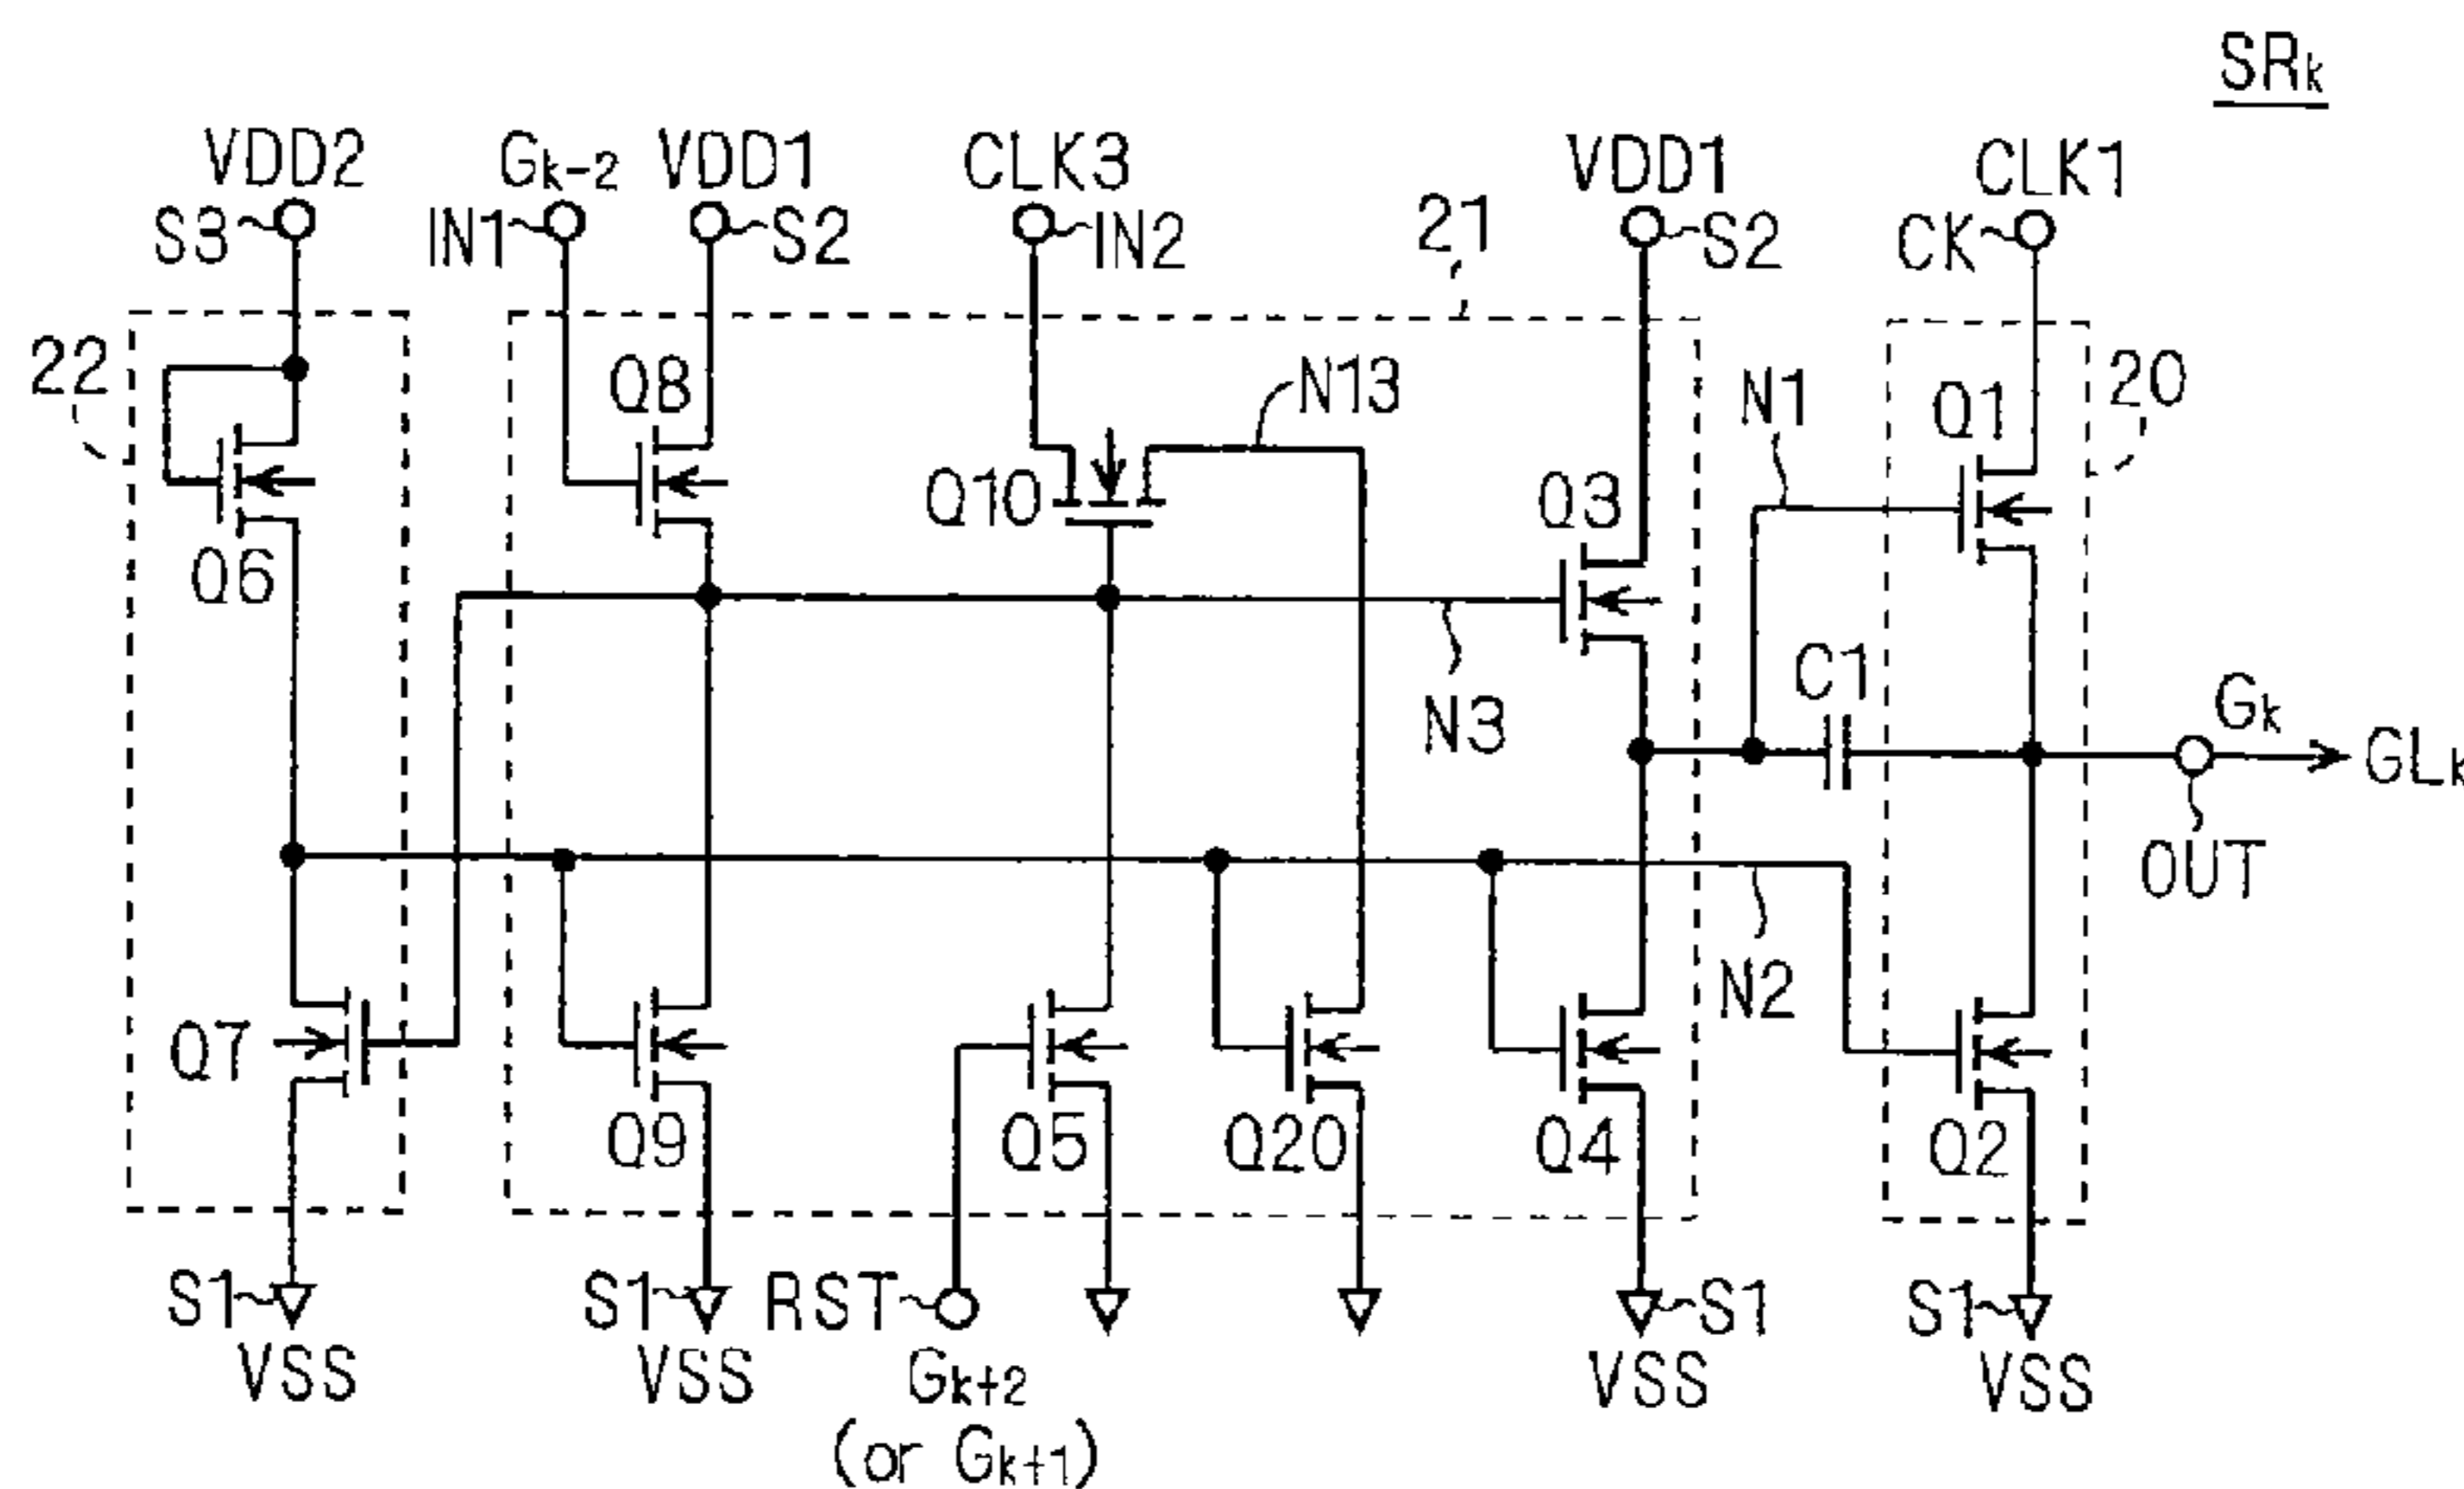 SRk
VDD2 Gk-2 VDD1 CLK3 VDD1 CLK1
S3 IN1 S2 IN2 21 S2 CK
22 Q8 N13 N1 Q1 20
Q10 Q3
Q6
C1 Gk
N3 GLk
OUT
N2
Q7 Q9 Q5 Q20 Q4 Q2
S1 S1 RST S1 S1
VSS VSS Gk+2 VSS VSS
(or Gk+1)